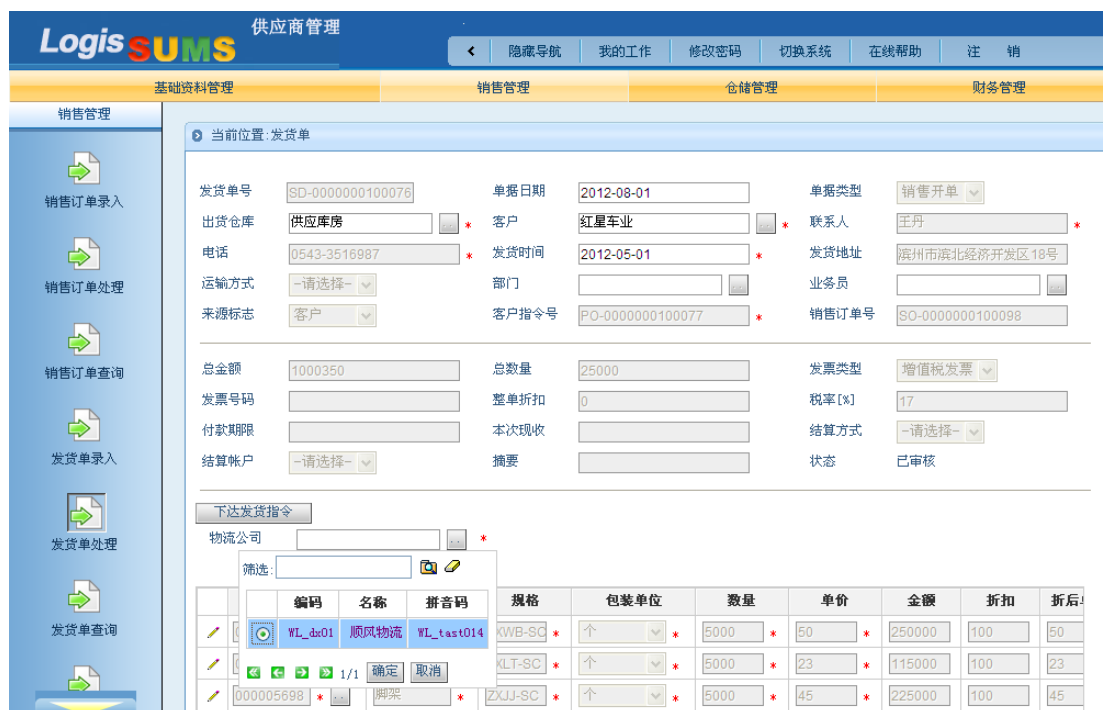 Logis SUMS 供应商管理
隐藏导航 我的工作 修改密码 切换系统 在线帮助 注 销
基础资料管理 销售管理 仓储管理 财务管理
销售管理
当前位置:发货单
销售订单录入
销售订单处理
销售订单查询
发货单录入
发货单处理
发货单查询
发货单号 SD-0000000100076 单据日期 2012-08-01 单据类型 销售开单
出货仓库 供应库房 .. * 客户 红星车业 .. * 联系人 王丹 *
电话 0543-3516987 * 发货时间 2012-05-01 * 发货地址 滨州市滨北经济开发区18号
运输方式 -请选择- 部门 .. 业务员 ..
来源标志 客户 客户指令号 PO-0000000100077 * 销售订单号 SO-0000000100098
总金额 1000350 总数量 25000 发票类型 增值税发票
发票号码 整单折扣 0 税率[%] 17
付款期限 本次现收 结算方式 -请选择-
结算帐户 -请选择- 摘要 状态 已审核
下达发货指令
物流公司 .. *
筛选:
编码 名称 拼音码
WL_dx01 顺风物流 WL_tast014
1/1 确定 取消
规格 包装单位 数量 单价 金额 折扣 折后
XWB-SC * 个 * 5000 * 50 * 250000 100 50
XLT-SC * 个 * 5000 * 23 * 115000 100 23
000005698 * .. 脚架 * ZXJJ-SC * 个 * 5000 * 45 * 225000 100 45